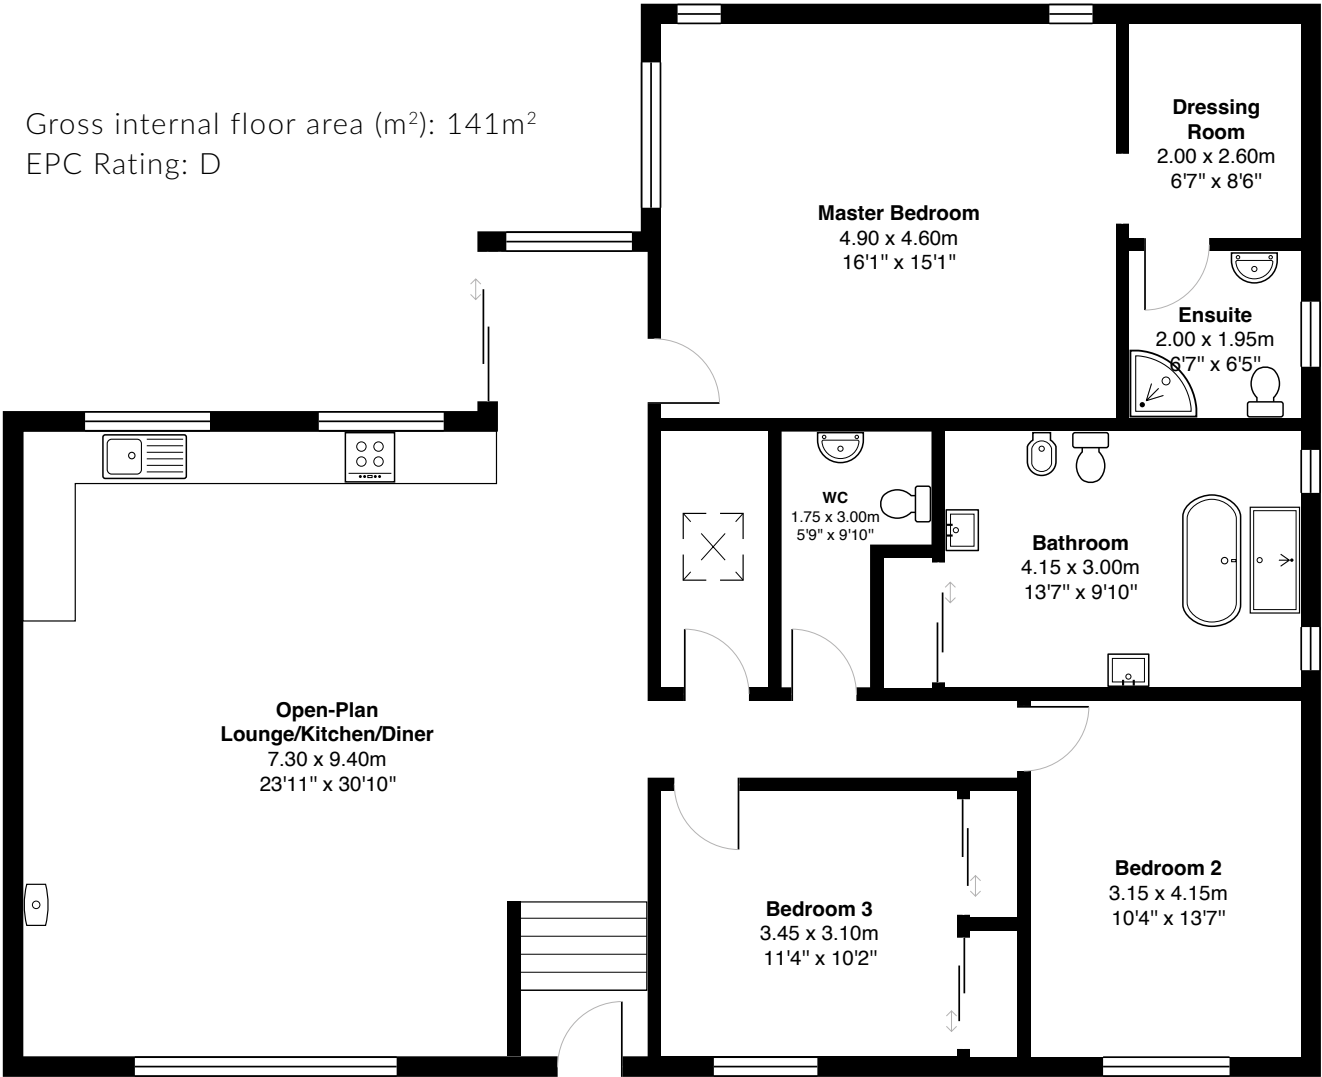 Gross internal floor area (m²): 141m²
EPC Rating: D
Dressing
Room
2.00 x 2.60m
6'7" x 8'6"
Master Bedroom
4.90 x 4.60m
16'1" x 15'1"
Ensuite
2.00 x 1.95m
6'7" x 6'5"
WC
1.75 x 3.00m
5'9" x 9'10"
Bathroom
4.15 x 3.00m
13'7" x 9'10"
Open-Plan
Lounge/Kitchen/Diner
7.30 x 9.40m
23'11" x 30'10"
Bedroom 3
3.45 x 3.10m
11'4" x 10'2"
Bedroom 2
3.15 x 4.15m
10'4" x 13'7"